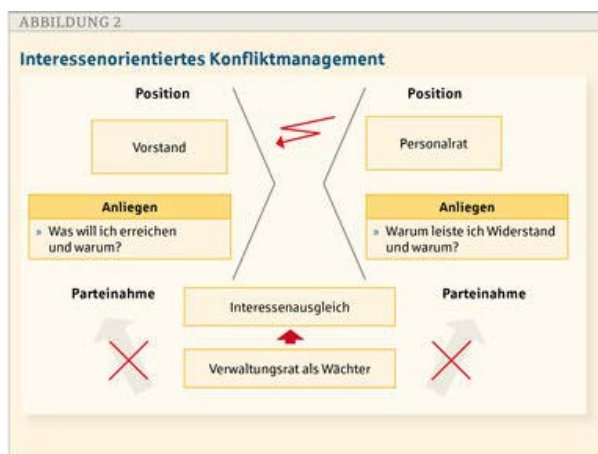 ABBILDUNG 2
Interessenorientiertes Konfliktmanagement
Position
Position
Vorstand
Personalrat
Anliegen
» Was will ich erreichen
und warum?
Anliegen
» Warum leiste ich Widerstand
und warum?
Parteinahme
Parteinahme
Interessenausgleich
Verwaltungsrat als Wächter